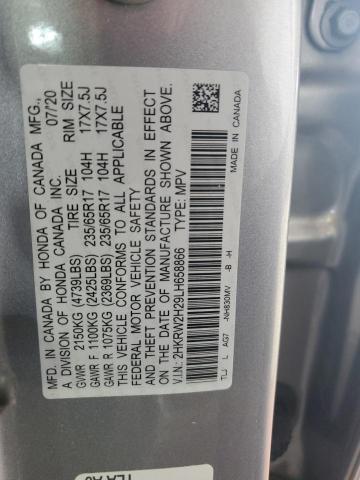 MFD. IN CANADA BY HONDA OF CANADA MFG.,
A DIVISION OF HONDA CANADA INC. 07/20
TIRE SIZE RIM SIZE
GVWR 2150KG (4739LBS)
GAWR F 1100KG (2425LBS) 235/65R17 104H 17X7.5J
GAWR R 1075KG (2369LBS) 235/65R17 104H 17X7.5J
THIS VEHICLE CONFORMS TO ALL APPLICABLE
FEDERAL MOTOR VEHICLE SAFETY
AND THEFT PREVENTION STANDARDS IN EFFECT
ON THE DATE OF MANUFACTURE SHOWN ABOVE.
V.I.N.: 2HKRW2H29LH658866 TYPE: MPV
MADE IN CANADA
L AG7 -NH830MV -B -H